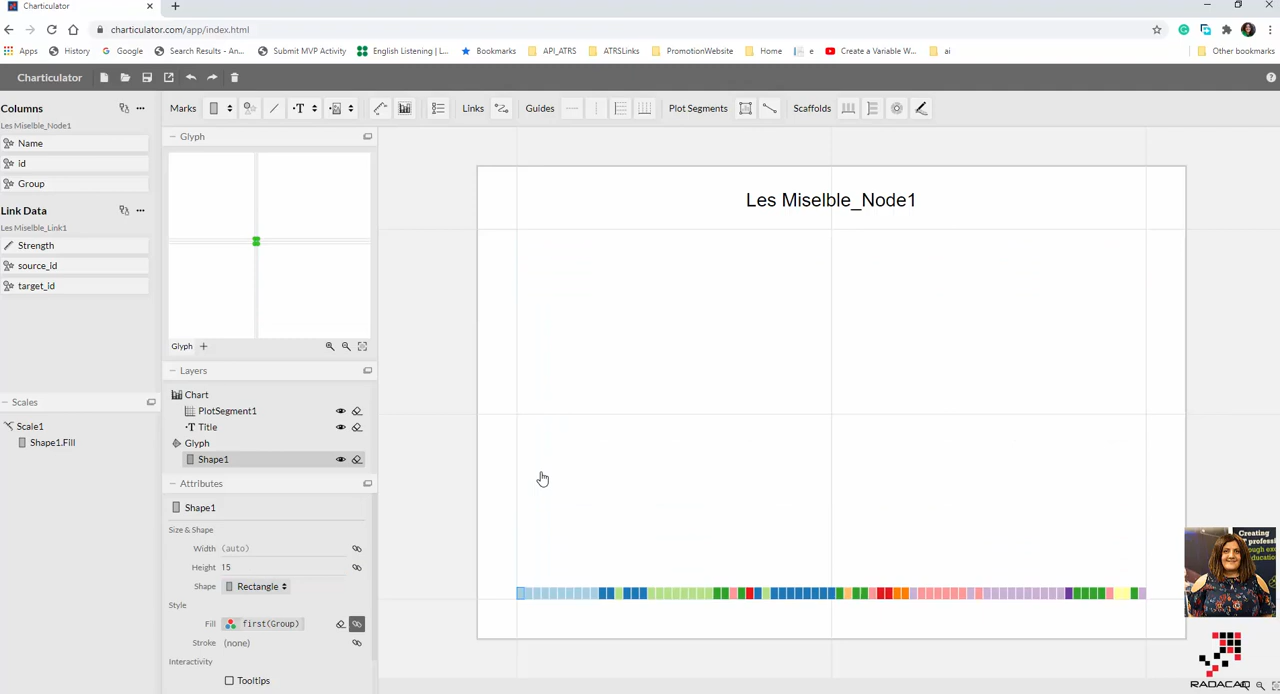 Charticulator
charticulator.com/app/index.html
Apps
History
Google
Search Results - An...
Submit MVP Activity
English Listening | L...
Bookmarks
API_ATRS
ATRSLinks
PromotionWebsite
Home
e
Create a Variable W...
ai
Other bookmarks
Charticulator
Columns
Les Miselble_Node1
Name
id
Group
Link Data
Les Miselble_Link1
Strength
source_id
target_id
Scales
Scale1
Shape1.Fill
Marks
Links
Guides
Plot Segments
Scaffolds
Glyph
Glyph
Layers
Chart
PlotSegment1
Title
Glyph
Shape1
Attributes
Shape1
Size & Shape
Width (auto)
Height 15
Shape Rectangle
Style
Fill first(Group)
Stroke (none)
Interactivity
Tooltips
Les Miselble_Node1
Creating
RADACAD